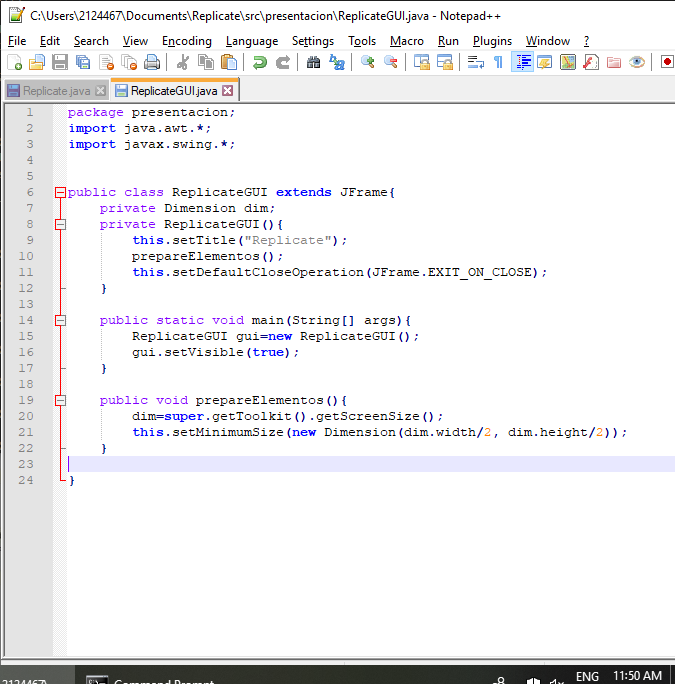 C:\Users\2124467\Documents\Replicate\src\presentacion\ReplicateGUI.java - Notepad++
File Edit Search View Encoding Language Settings Tools Macro Run Plugins Window ?
Replicate.java ReplicateGUI.java
1 package presentacion;
2 import java.awt.*;
3 import javax.swing.*;
4
5
6 public class ReplicateGUI extends JFrame{
7 private Dimension dim;
8 private ReplicateGUI(){
9 this.setTitle("Replicate");
10 prepareElementos();
11 this.setDefaultCloseOperation(JFrame.EXIT_ON_CLOSE);
12 }
13
14 public static void main(String[] args){
15 ReplicateGUI gui=new ReplicateGUI();
16 gui.setVisible(true);
17 }
18
19 public void prepareElementos(){
20 dim=super.getToolkit().getScreenSize();
21 this.setMinimumSize(new Dimension(dim.width/2, dim.height/2));
22 }
23
24 }
2124467\ Command Prompt ENG 11:50 AM